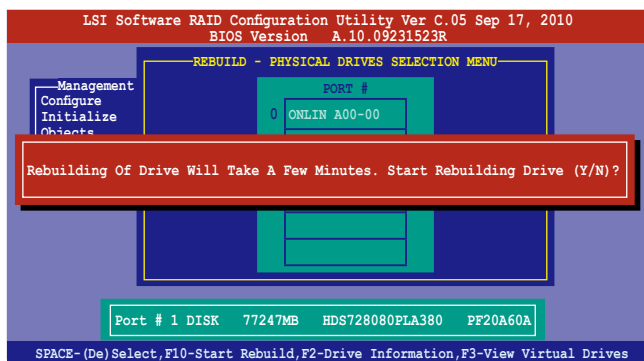 LSI Software RAID Configuration Utility Ver C.05 Sep 17, 2010
BIOS Version A.10.09231523R
REBUILD - PHYSICAL DRIVES SELECTION MENU
Management
Configure
Initialize
Objects
PORT #
0 ONLIN A00-00
Rebuilding Of Drive Will Take A Few Minutes. Start Rebuilding Drive (Y/N)?
Port # 1 DISK 77247MB HDS728080PLA380 PF20A60A
SPACE-(De)Select,F10-Start Rebuild,F2-Drive Information,F3-View Virtual Drives